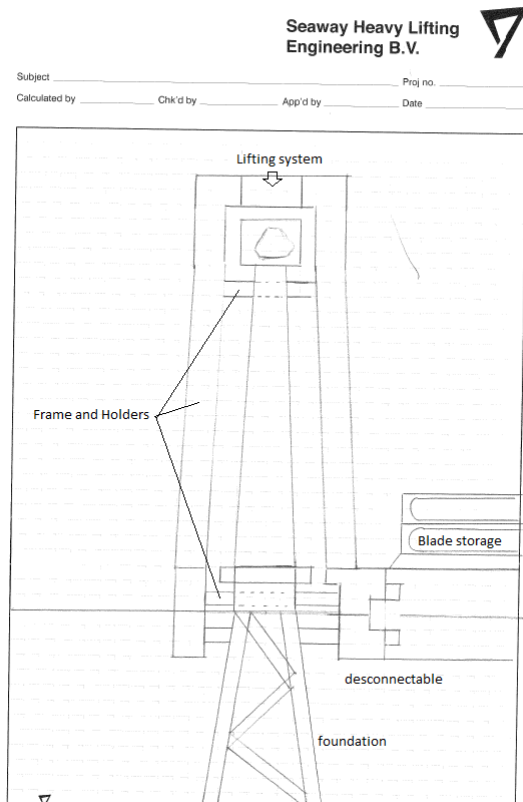 Seaway Heavy Lifting
Engineering B.V.
Subject
Proj no.
Calculated by
Chk'd by
App'd by
Date
Lifting system
Frame and Holders
Blade storage
desconnectable
foundation